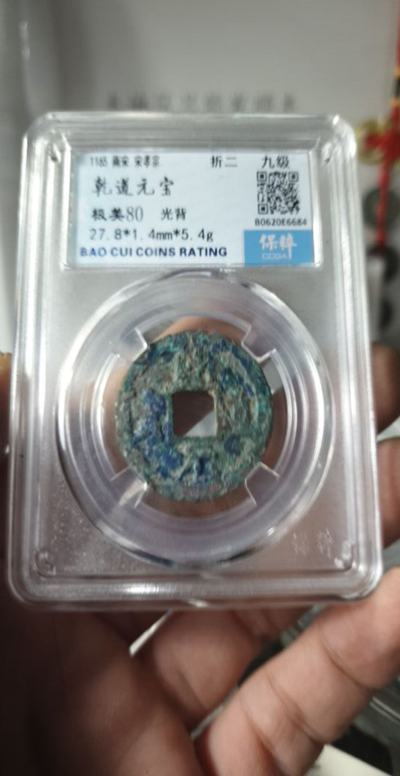 1165 南宋 宋孝宗 折二 九级
乾道元宝
极美80 光背
B0620E6684
27.8*1.4mm*5.4g
保粹
BAO CUI COINS RATING